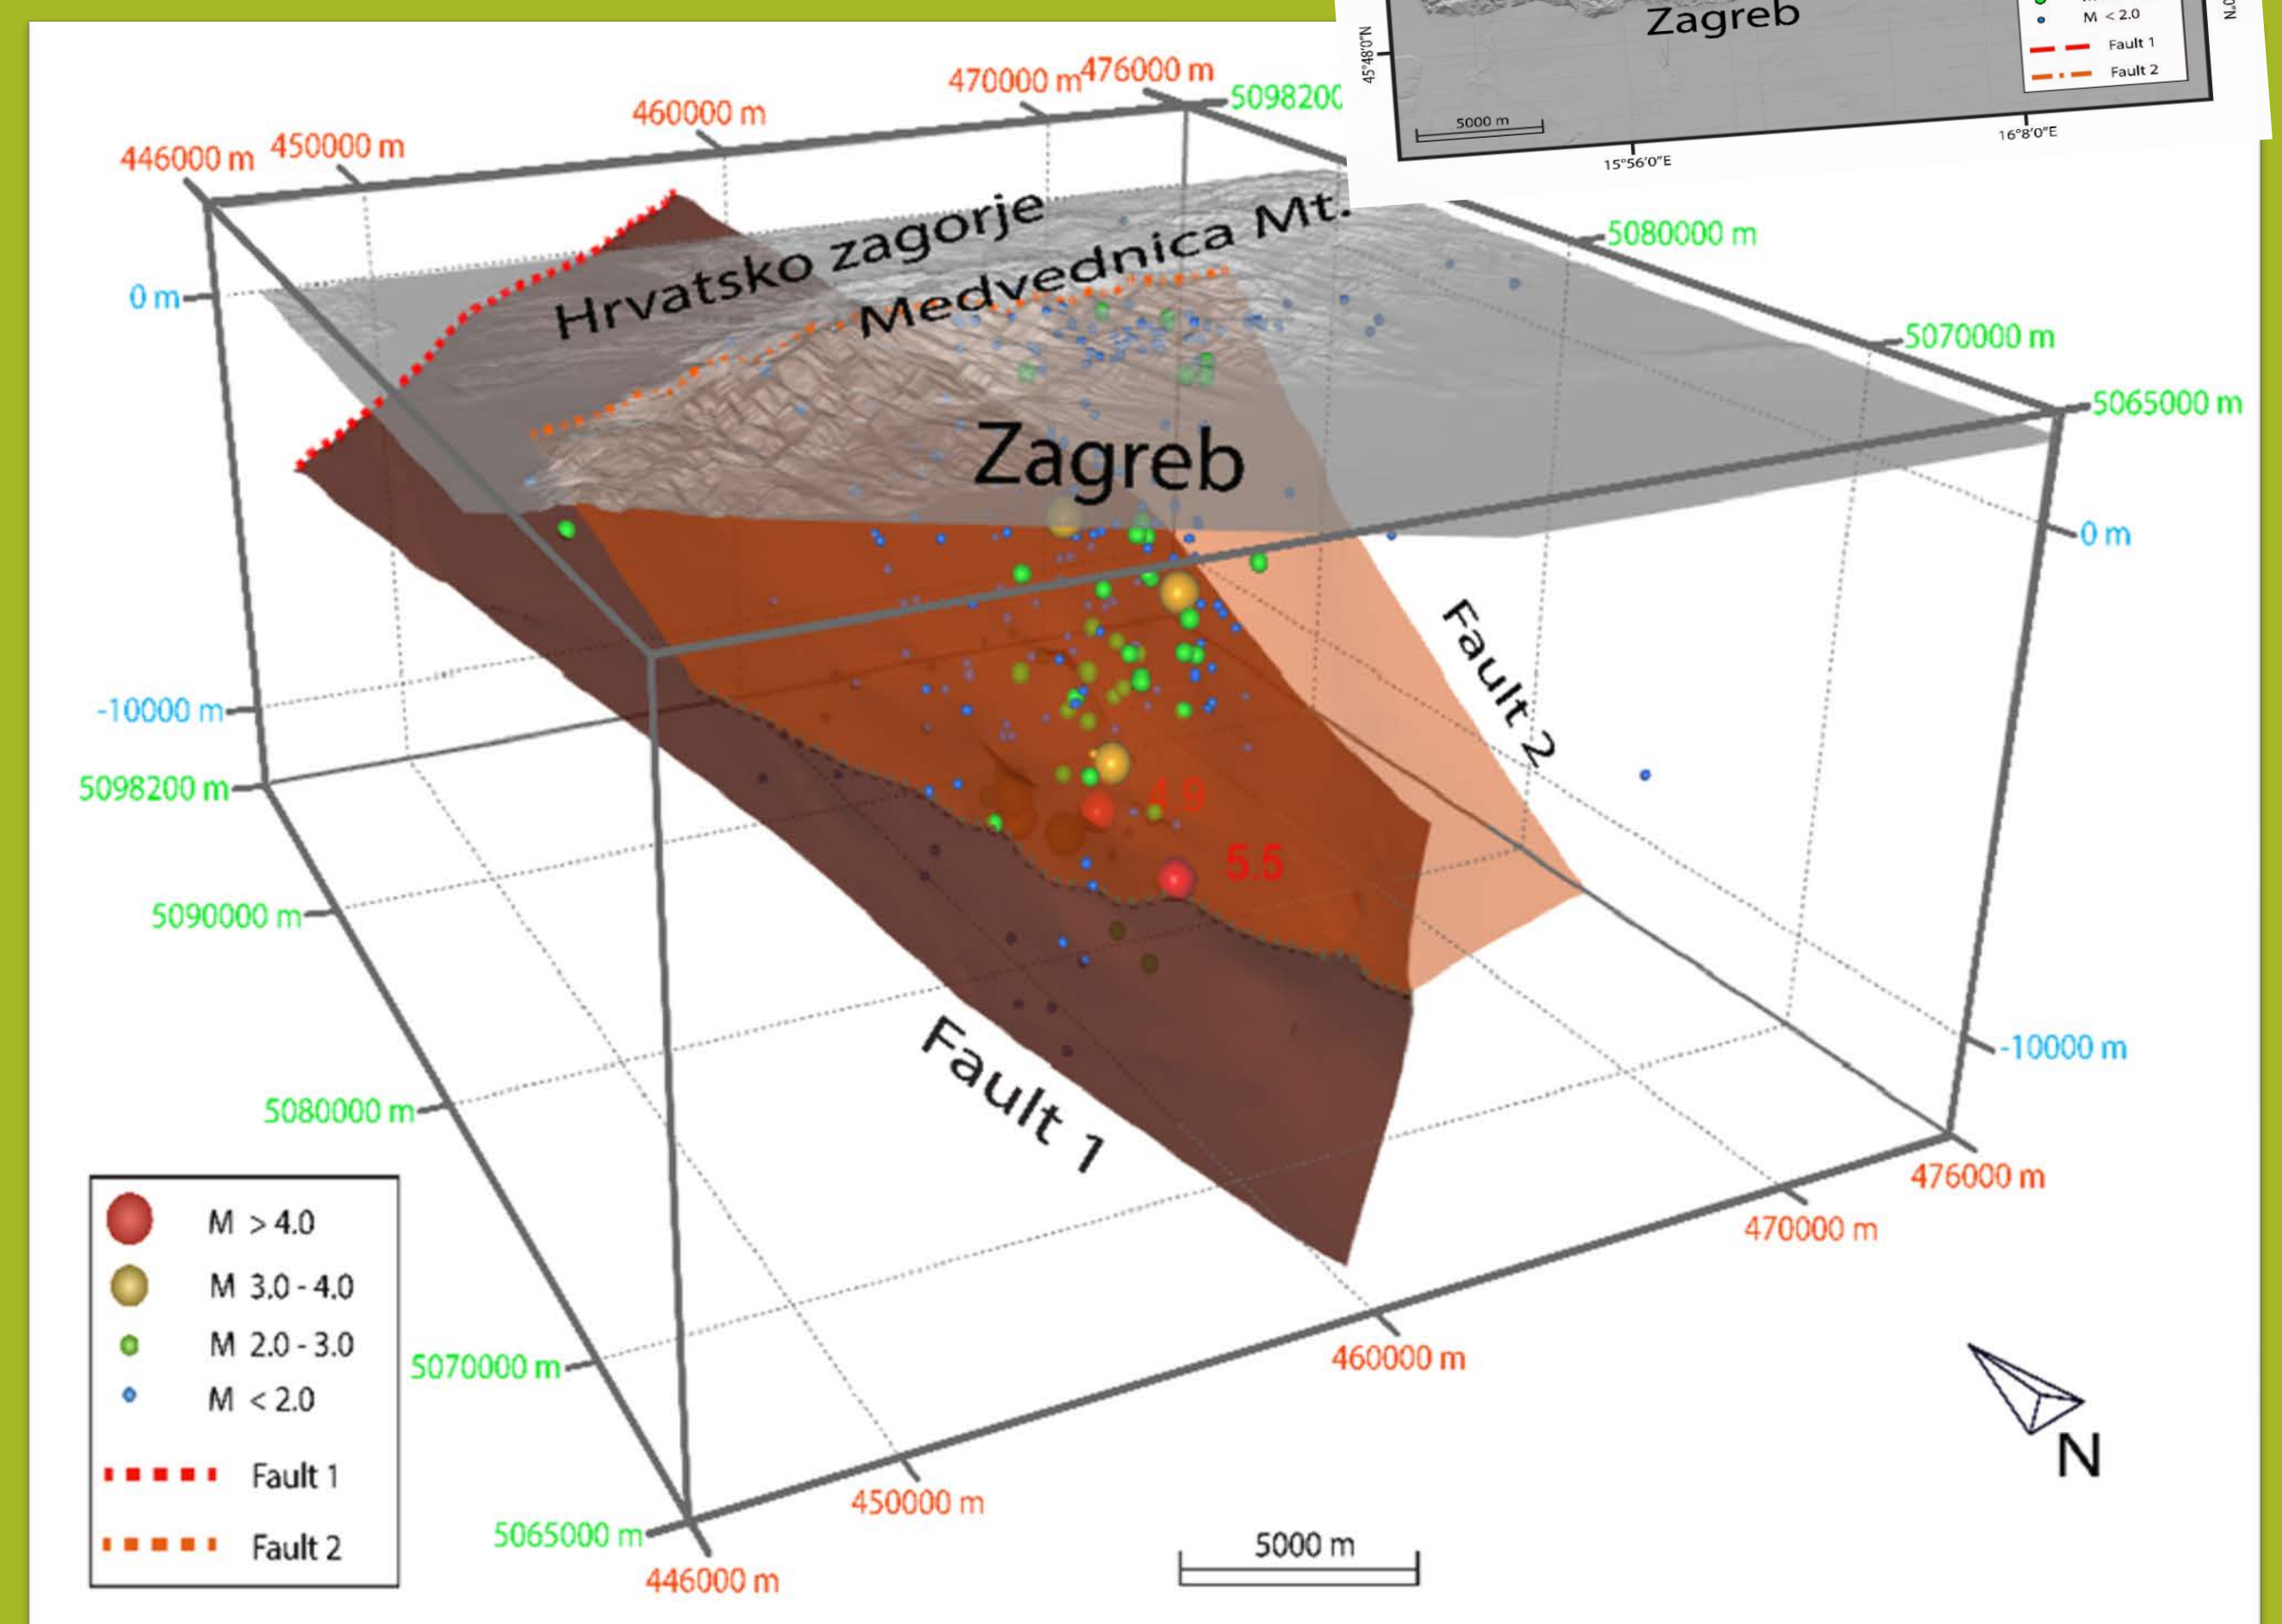 Zagreb
M < 2.0
Fault 1
Fault 2
45°48'0"N
5000 m
15°56'0"E
16°8'0"E
446000 m
450000 m
460000 m
470000 m
476000 m
5098200
5080000 m
5070000 m
5065000 m
0 m
0 m
-10000 m
-10000 m
Hrvatsko zagorje
Medvednica Mt.
Zagreb
Fault 2
4.9
5.5
Fault 1
5098200 m
5090000 m
5080000 m
5070000 m
5065000 m
446000 m
450000 m
460000 m
470000 m
476000 m
M > 4.0
M 3.0 - 4.0
M 2.0 - 3.0
M < 2.0
Fault 1
Fault 2
5000 m
N